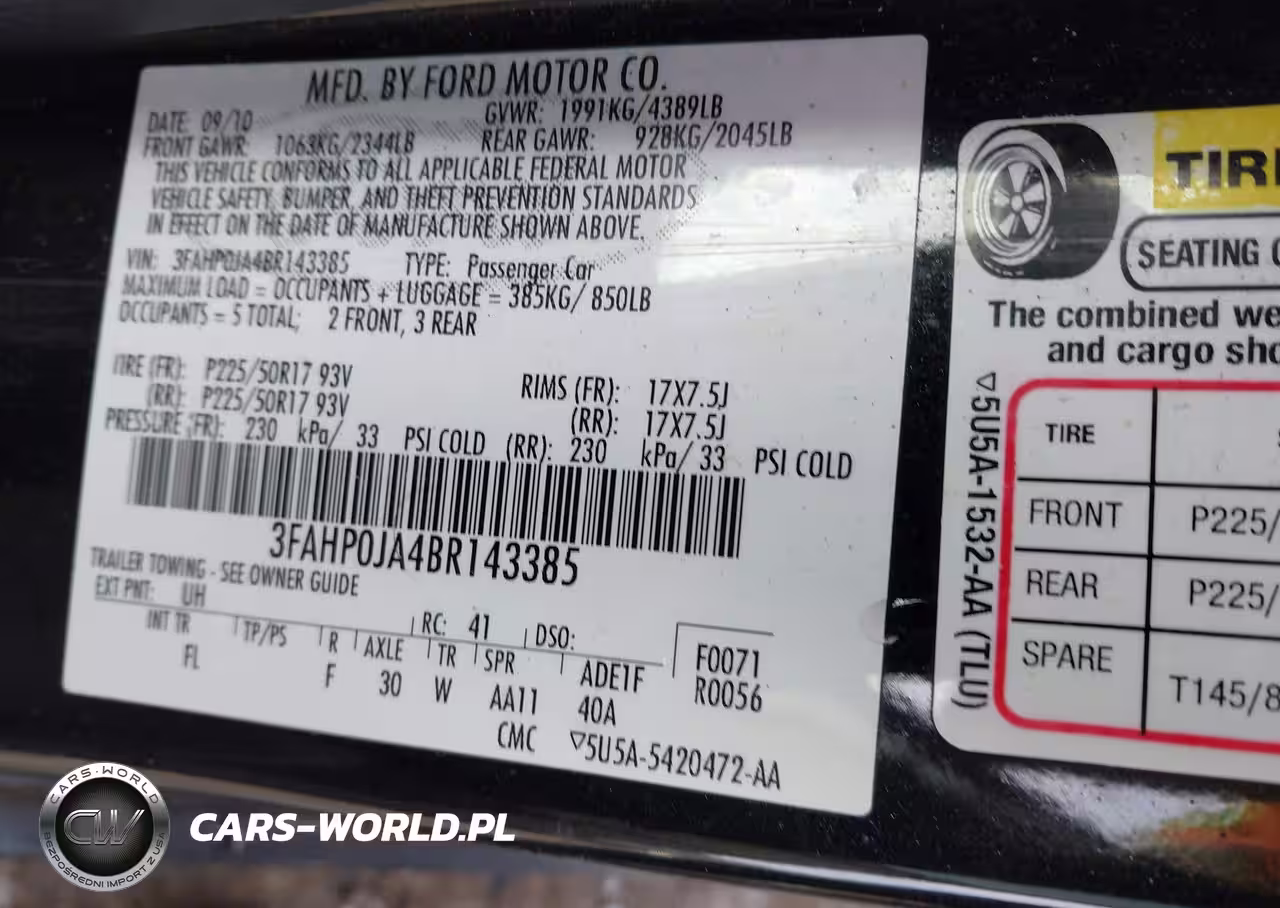 MFD. BY FORD MOTOR CO.
DATE: 09/10 GVWR: 1991KG/4389LB
FRONT GAWR: 1063KG/2344LB REAR GAWR: 928KG/2045LB
THIS VEHICLE CONFORMS TO ALL APPLICABLE FEDERAL MOTOR
VEHICLE SAFETY, BUMPER, AND THEFT PREVENTION STANDARDS
IN EFFECT ON THE DATE OF MANUFACTURE SHOWN ABOVE.
VIN: 3FAHP0JA4BR143385 TYPE: Passenger Car
MAXIMUM LOAD = OCCUPANTS + LUGGAGE = 385KG/ 850LB
OCCUPANTS = 5 TOTAL; 2 FRONT, 3 REAR
TIRE (FR): P225/50R17 93V RIMS (FR): 17X7.5J
(RR): P225/50R17 93V (RR): 17X7.5J
PRESSURE (FR): 230 kPa/ 33 PSI COLD (RR): 230 kPa/ 33 PSI COLD
3FAHP0JA4BR143385
TRAILER TOWING - SEE OWNER GUIDE
EXT PNT: UH RC: 41 DSO: F0071
INT TR TP/PS R AXLE TR SPR ADE1F R0056
FL F 30 W AA11 40A
CMC ▽5U5A-5420472-AA
TIR
SEATING
The combined we
and cargo sho
▽5U5A-1532-AA (TLU)
TIRE
FRONT P225/
REAR P225/
SPARE T145/8
CARS-WORLD
CW
BEZPOŚREDNI IMPORT Z USA
CARS-WORLD.PL